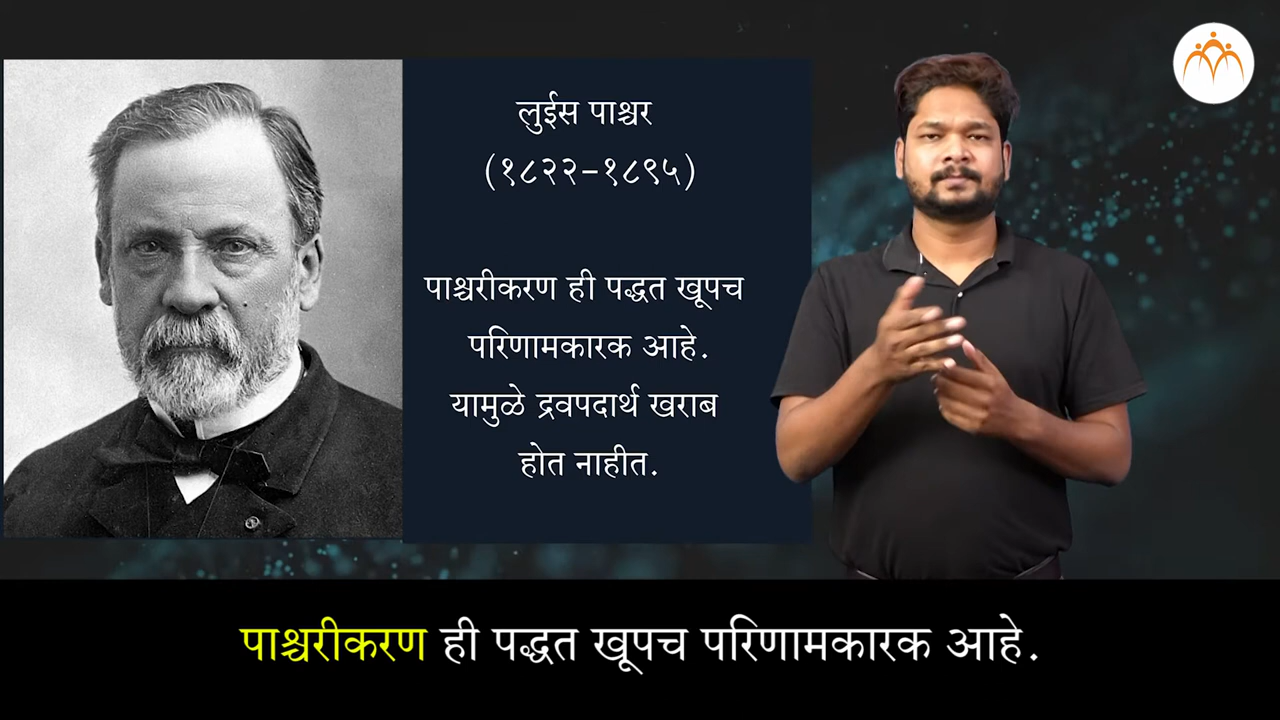 लुईस पाश्चर
(१८२२-१८९५)
पाश्चरीकरण ही पद्धत खूपच
परिणामकारक आहे.
यामुळे द्रवपदार्थ खराब
होत नाहीत.
पाश्चरीकरण ही पद्धत खूपच परिणामकारक आहे.